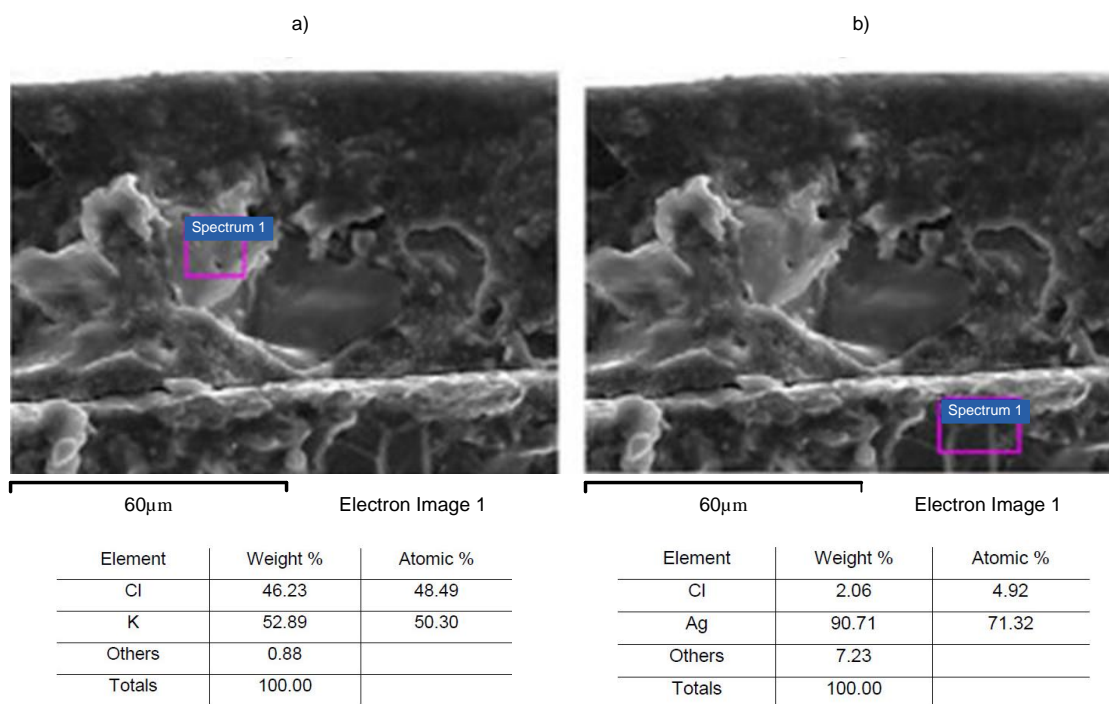 a)
b)
Spectrum 1
Spectrum 1
60μm Electron Image 1
60μm Electron Image 1
Element Weight % Atomic %
Cl 46.23 48.49
K 52.89 50.30
Others 0.88
Totals 100.00
Element Weight % Atomic %
Cl 2.06 4.92
Ag 90.71 71.32
Others 7.23
Totals 100.00